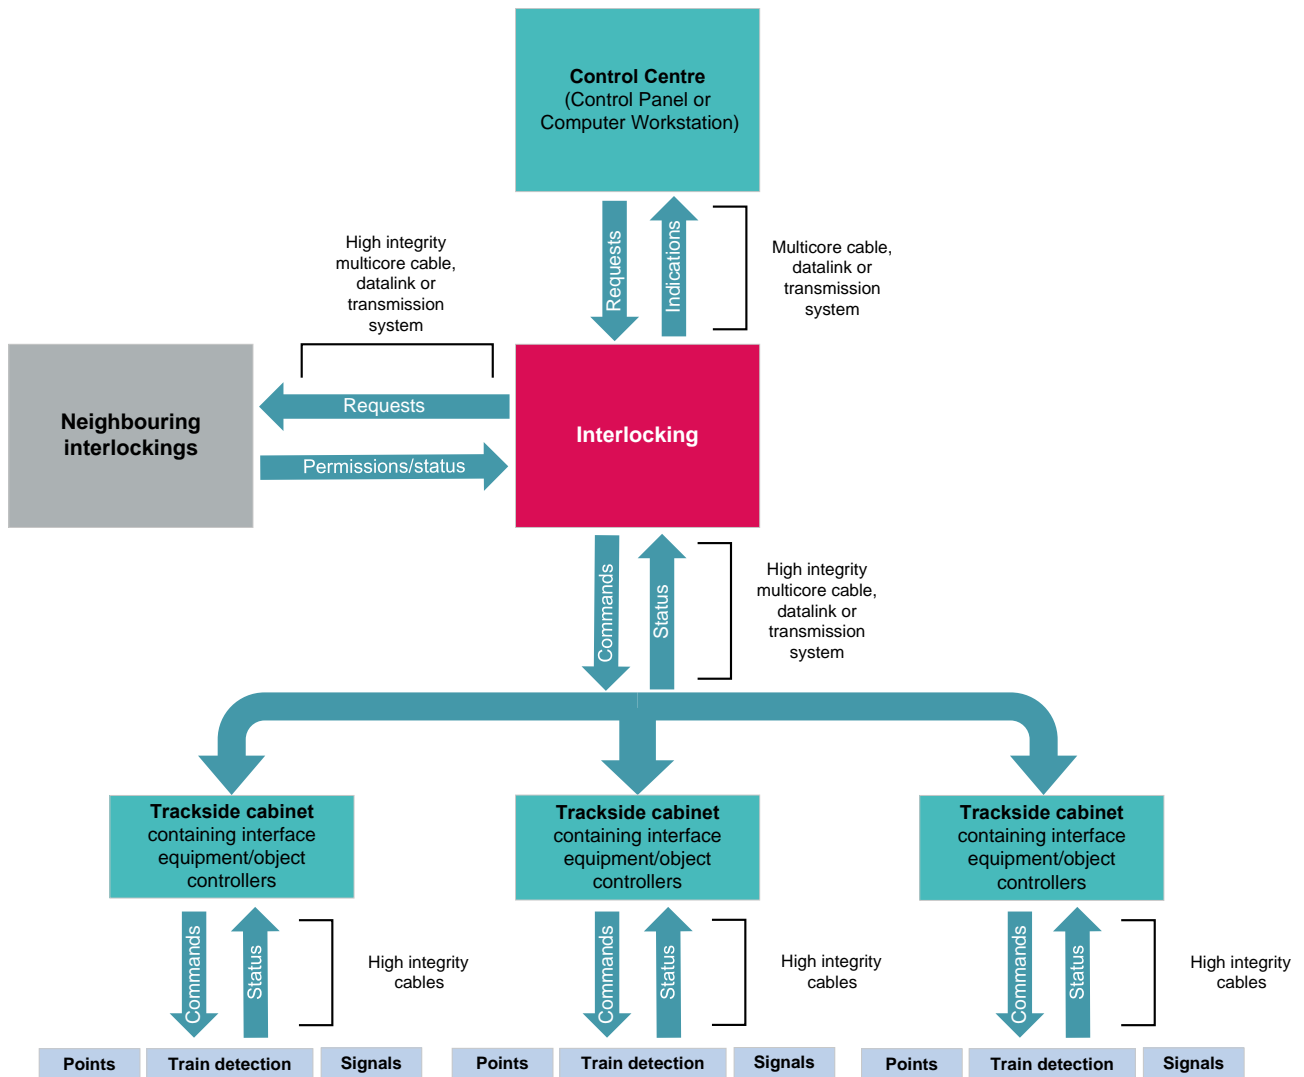 Control Centre
(Control Panel or
Computer Workstation)
Requests
Indications
Multicore cable,
datalink or
transmission
system
High integrity
multicore cable,
datalink or
transmission
system
Neighbouring
interlockings
Requests
Permissions/status
Interlocking
Commands
Status
High integrity
multicore cable,
datalink or
transmission
system
Trackside cabinet
containing interface
equipment/object
controllers
Trackside cabinet
containing interface
equipment/object
controllers
Trackside cabinet
containing interface
equipment/object
controllers
Commands
Status
High integrity
cables
Commands
Status
High integrity
cables
Commands
Status
High integrity
cables
Points
Train detection
Signals
Points
Train detection
Signals
Points
Train detection
Signals